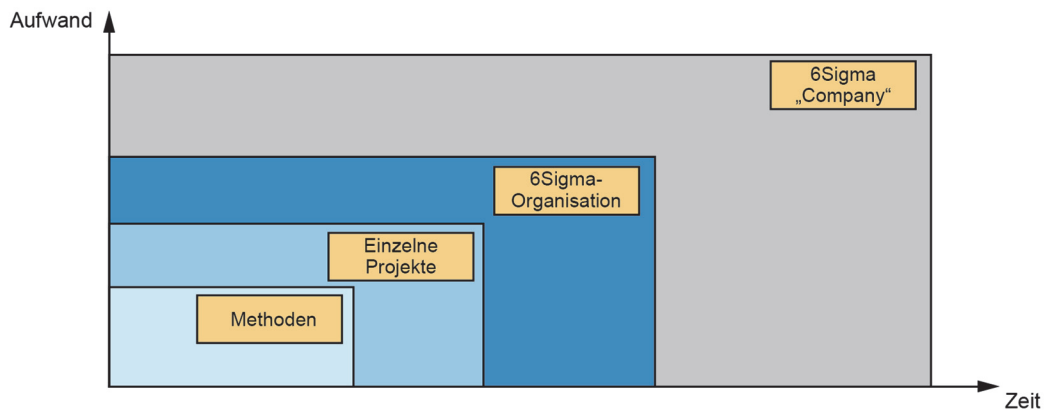 Aufwand
6Sigma
„Company“
6Sigma-
Organisation
Einzelne
Projekte
Methoden
Zeit